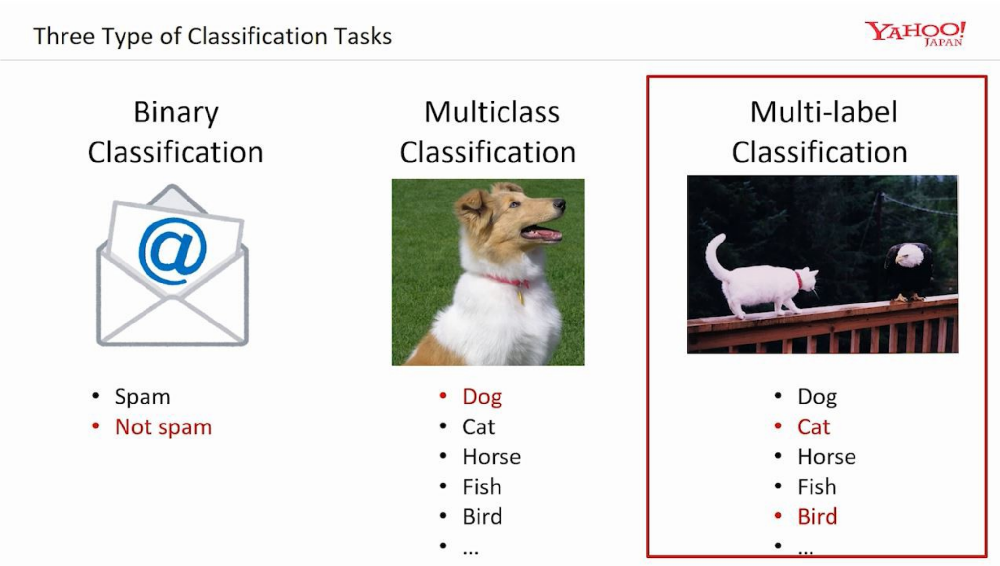 Three Type of Classification Tasks
YAHOO!
JAPAN
Binary
Classification
@
• Spam
• Not spam
Multiclass
Classification
• Dog
• Cat
• Horse
• Fish
• Bird
• ...
Multi-label
Classification
• Dog
• Cat
• Horse
• Fish
• Bird
• ...